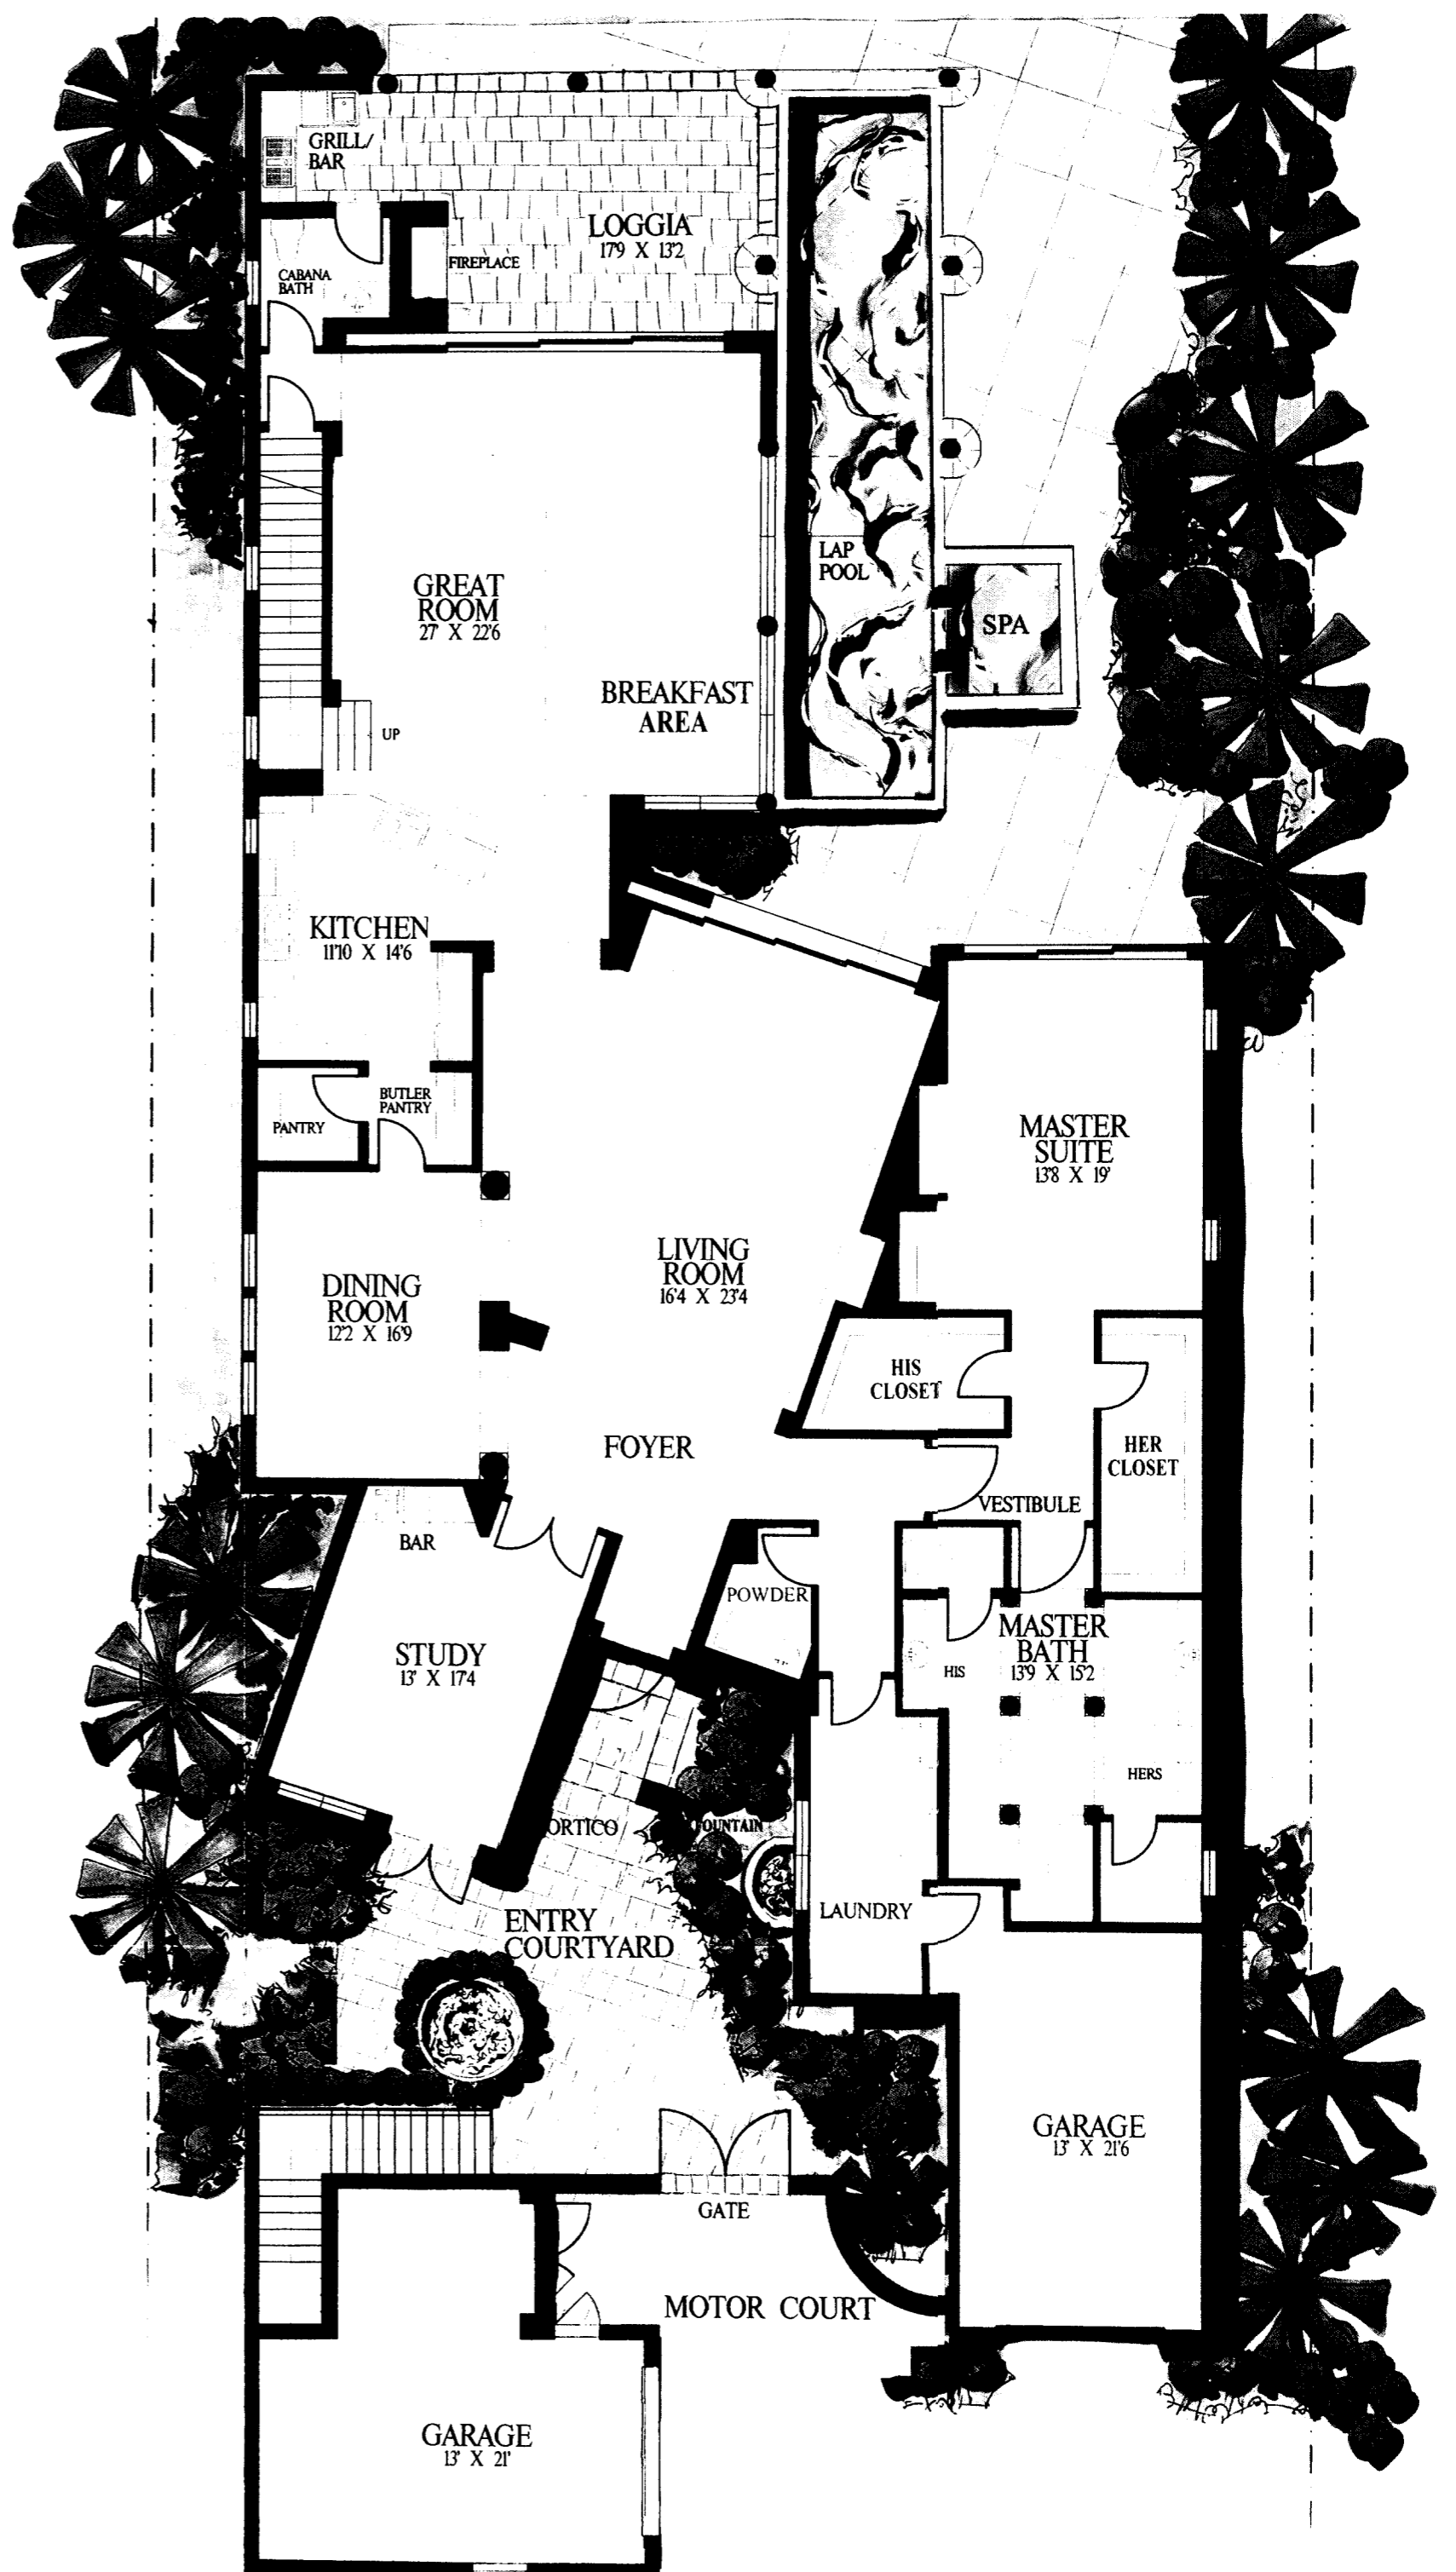 GRILL/
BAR
LOGGIA
17'9 X 13'2
FIREPLACE
CABANA
BATH
LAP
POOL
GREAT
ROOM
27' X 22'6
SPA
BREAKFAST
AREA
UP
KITCHEN
11'10 X 14'6
BUTLER
PANTRY
PANTRY
MASTER
SUITE
13'8 X 19'
LIVING
ROOM
16'4 X 23'4
DINING
ROOM
12'2 X 16'9
HIS
CLOSET
FOYER
HER
CLOSET
VESTIBULE
BAR
POWDER
MASTER
BATH
13'9 X 15'2
STUDY
13' X 17'4
HIS
HERS
ORTICO
FOUNTAIN
LAUNDRY
ENTRY
COURTYARD
GARAGE
13' X 21'6
GATE
MOTOR COURT
GARAGE
13' X 21'